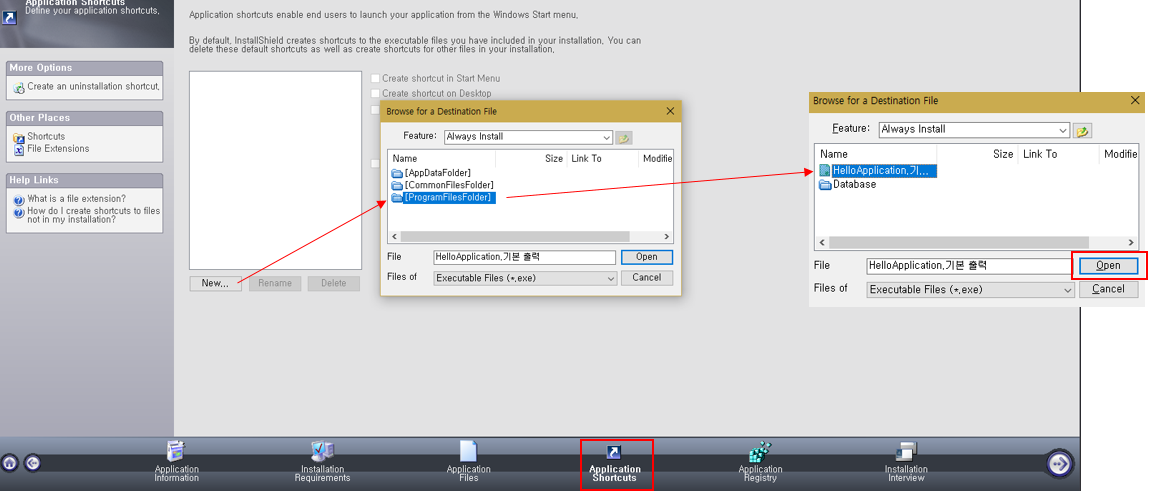 Application Shortcuts
Define your application shortcuts.
More Options
Create an uninstallation shortcut.
Other Places
Shortcuts
File Extensions
Help Links
What is a file extension?
How do I create shortcuts to files
not in my installation?
Application shortcuts enable end users to launch your application from the Windows Start menu.
By default, InstallShield creates shortcuts to the executable files you have included in your installation. You can
delete these default shortcuts as well as create shortcuts for other files in your installation.
Create shortcut in Start Menu
Create shortcut on Desktop
New...
Rename
Delete
Browse for a Destination File
Feature:
Always Install
Name
Size
Link To
Modifie
[AppDataFolder]
[CommonFilesFolder]
[ProgramFilesFolder]
File
HelloApplication.기본 출력
Open
Files of
Executable Files (*.exe)
Cancel
Browse for a Destination File
Feature:
Always Install
Name
Size
Link To
Modifie
HelloApplication.기...
Database
File
HelloApplication.기본 출력
Open
Files of
Executable Files (*.exe)
Cancel
Application
Information
Installation
Requirements
Application
Files
Application
Shortcuts
Application
Registry
Installation
Interview